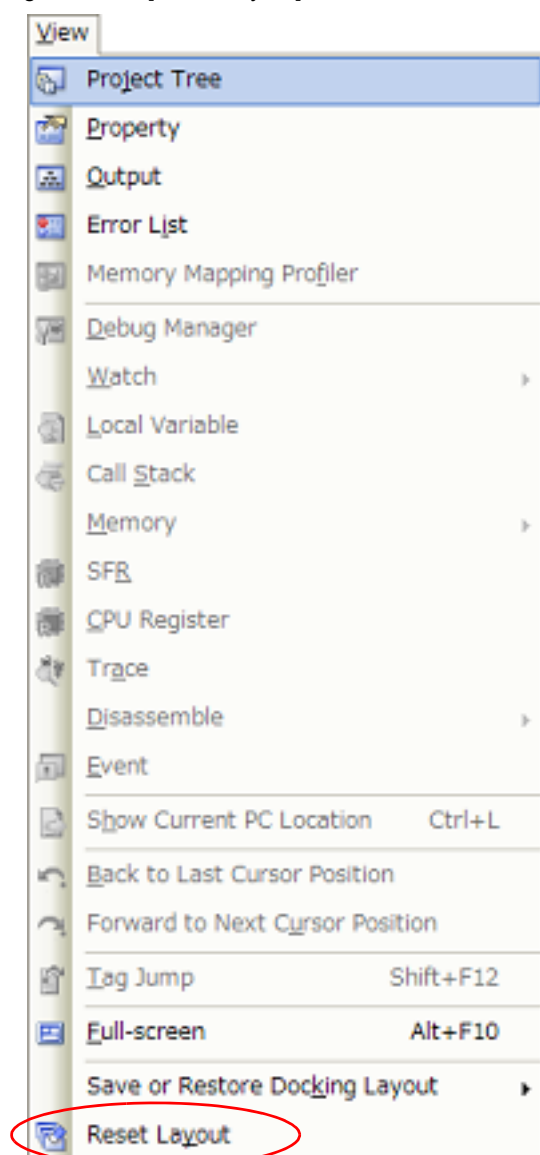 View
Project Tree
Property
Output
Error List
Memory Mapping Profiler
Debug Manager
Watch
Local Variable
Call Stack
Memory
SFR
CPU Register
Trace
Disassemble
Event
Show Current PC Location Ctrl+L
Back to Last Cursor Position
Forward to Next Cursor Position
Tag Jump Shift+F12
Full-screen Alt+F10
Save or Restore Docking Layout
Reset Layout